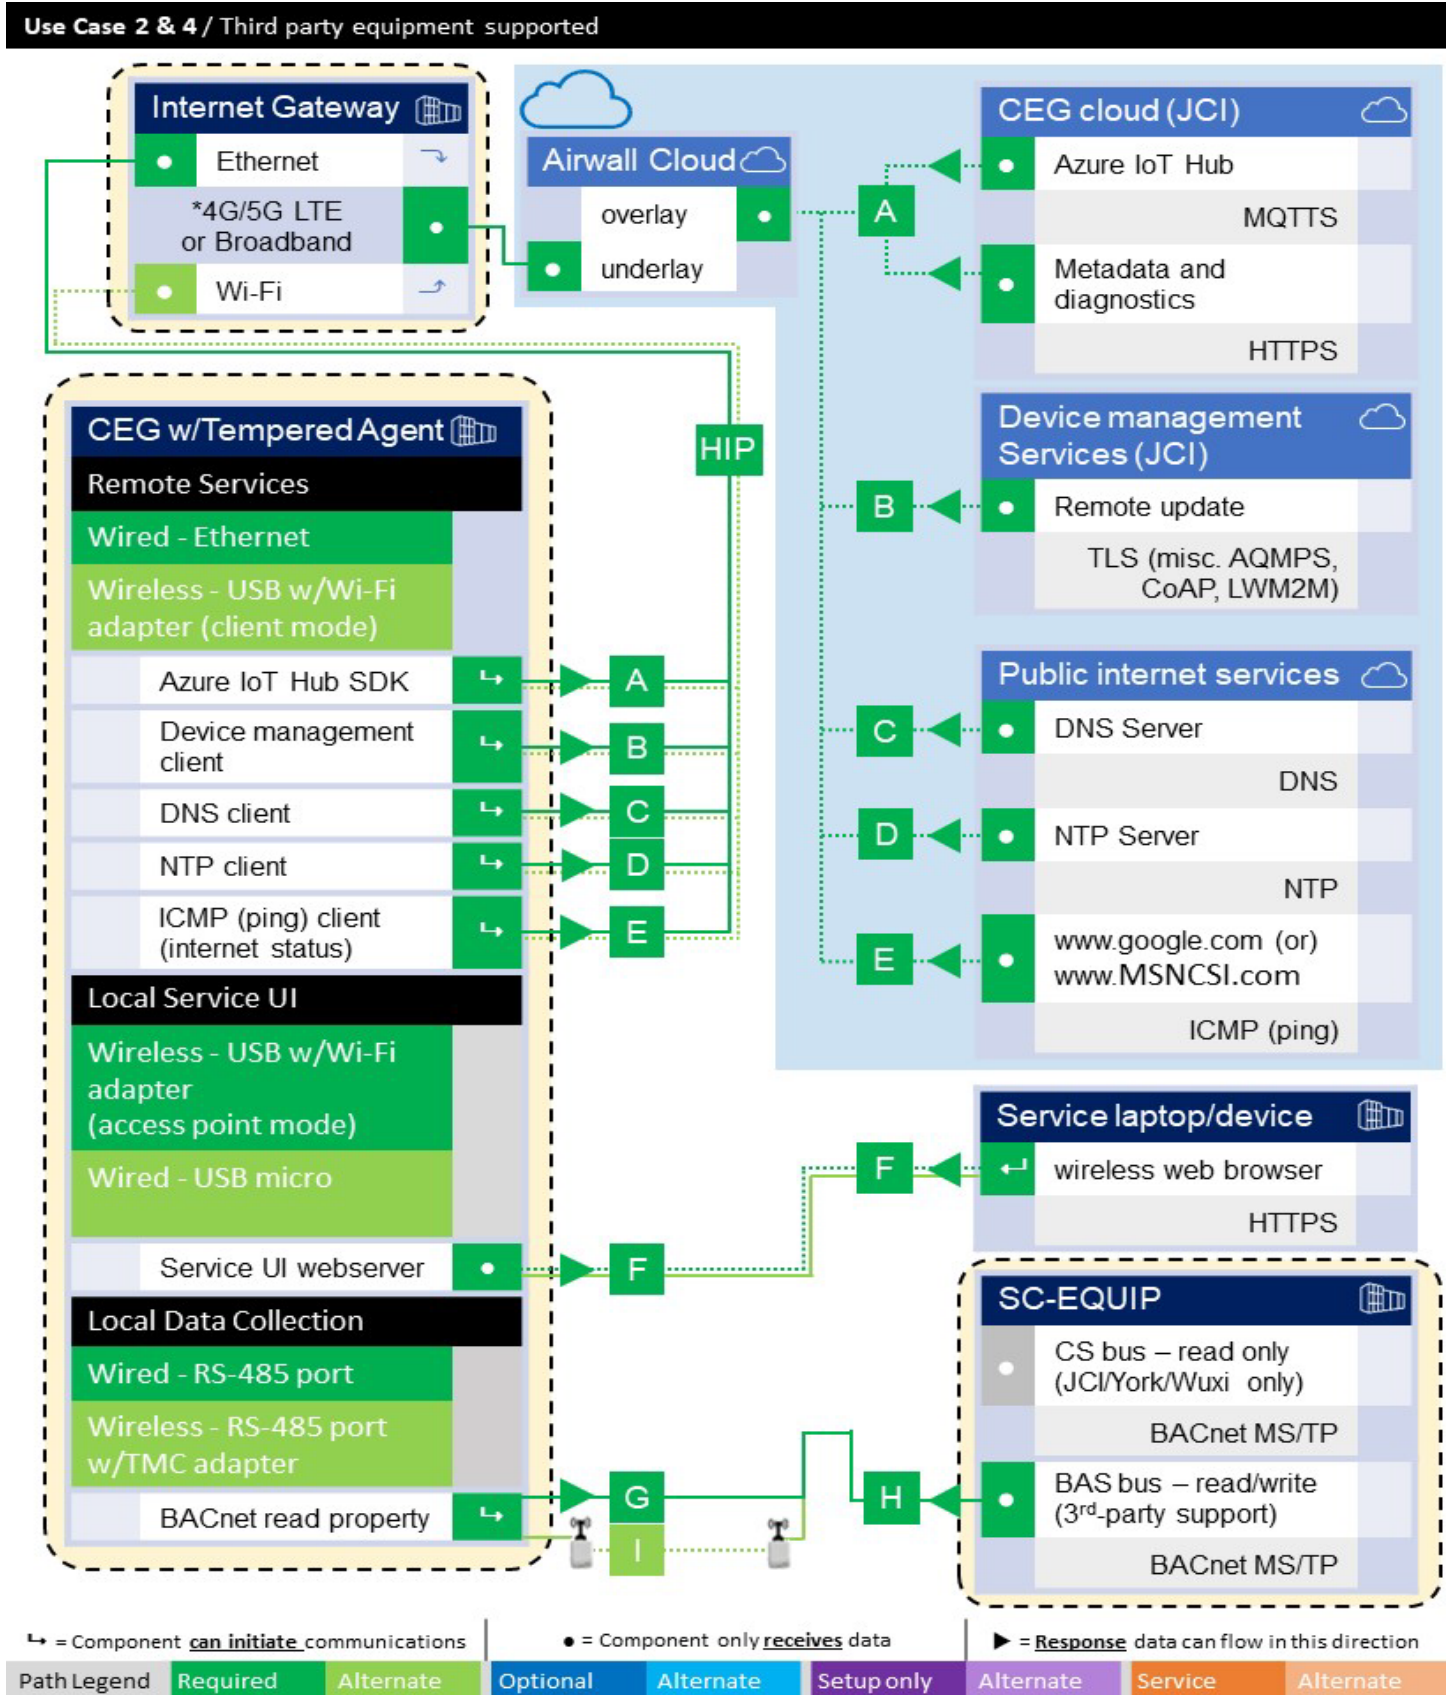 Use Case 2 & 4 / Third party equipment supported
Internet Gateway
Ethernet
*4G/5G LTE
or Broadband
Wi-Fi
Airwall Cloud
overlay
underlay
CEG cloud (JCI)
Azure IoT Hub
MQTTS
Metadata and
diagnostics
HTTPS
A
Device management
Services (JCI)
B
Remote update
TLS (misc. AQMPS,
CoAP, LWM2M)
Public internet services
C
DNS Server
DNS
D
NTP Server
NTP
E
www.google.com (or)
www.MSNCSI.com
ICMP (ping)
HIP
CEG w/Tempered Agent
Remote Services
Wired - Ethernet
Wireless - USB w/Wi-Fi
adapter (client mode)
Azure IoT Hub SDK
A
Device management
client
B
DNS client
C
NTP client
D
ICMP (ping) client
(internet status)
E
Local Service UI
Wireless - USB w/Wi-Fi
adapter
(access point mode)
Wired - USB micro
Service UI webserver
F
Local Data Collection
Wired - RS-485 port
Wireless - RS-485 port
w/TMC adapter
BACnet read property
G
I
Service laptop/device
F
wireless web browser
HTTPS
SC-EQUIP
CS bus – read only
(JCI/York/Wuxi only)
BACnet MS/TP
H
BAS bus – read/write
(3rd-party support)
BACnet MS/TP
= Component can initiate communications
= Component only receives data
= Response data can flow in this direction
Path Legend
Required
Alternate
Optional
Alternate
Setup only
Alternate
Service
Alternate